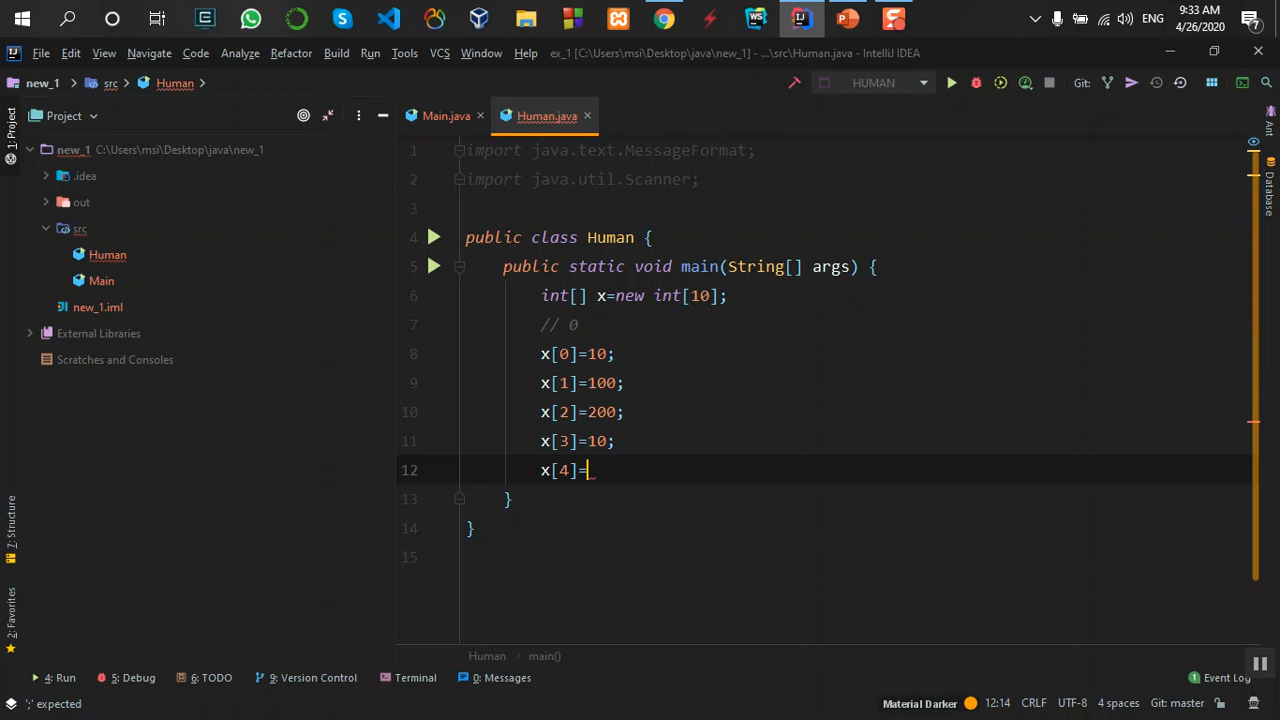 ENG
9:33 AM
4/26/2020
7
File Edit View Navigate Code Analyze Refactor Build Run Tools VCS Window Help ex_1 [C:\Users\msi\Desktop\java\new_1] - ...\src\Human.java - IntelliJ IDEA
new_1 src Human HUMAN Git:
Project
Main.java
Human.java
1: Project
new_1 C:\Users\msi\Desktop\java\new_1
.idea
out
src
Human
Main
new_1.iml
External Libraries
Scratches and Consoles
1 import java.text.MessageFormat;
2 import java.util.Scanner;
3
4 public class Human {
5 public static void main(String[] args) {
6 int[] x=new int[10];
7 // 0
8 x[0]=10;
9 x[1]=100;
10 x[2]=200;
11 x[3]=10;
12 x[4]=
13 }
14 }
15
Ant
Database
7: Structure
2: Favorites
Human main()
4: Run 5: Debug 6: TODO 9: Version Control Terminal 0: Messages 1 Event Log
';' expected Material Darker 12:14 CRLF UTF-8 4 spaces Git: master